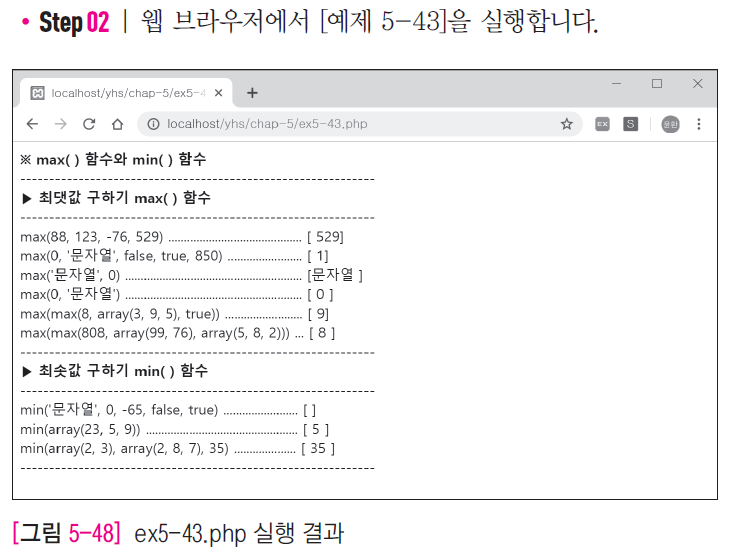 • Step 02 | 웹 브라우저에서 [예제 5-43]을 실행합니다.
localhost/yhs/chap-5/ex5-4
localhost/yhs/chap-5/ex5-43.php
EX
S
윤한
※ max( ) 함수와 min( ) 함수
------------------------------------------------------------------------
▶ 최댓값 구하기 max( ) 함수
------------------------------------------------------------------------
max(88, 123, -76, 529) ............................................. [ 529]
max(0, '문자열', false, true, 850) ......................... [ 1]
max('문자열', 0) ........................................................... [문자열 ]
max(0, '문자열') ........................................................... [ 0 ]
max(max(8, array(3, 9, 5), true)) .......................... [ 9]
max(max(808, array(99, 76), array(5, 8, 2))) ... [ 8 ]
------------------------------------------------------------------------
▶ 최솟값 구하기 min( ) 함수
------------------------------------------------------------------------
min('문자열', 0, -65, false, true) ......................... [ ]
min(array(23, 5, 9)) ................................................... [ 5 ]
min(array(2, 3), array(2, 8, 7), 35) ..................... [ 35 ]
------------------------------------------------------------------------
[그림 5-48] ex5-43.php 실행 결과